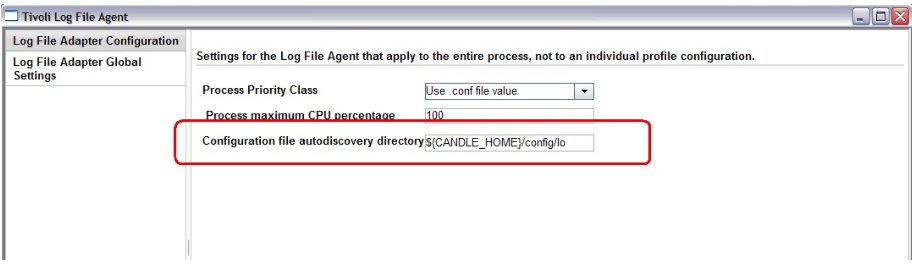 Tivoli Log File Agent
Log File Adapter Configuration
Log File Adapter Global
Settings
Settings for the Log File Agent that apply to the entire process, not to an individual profile configuration.
Process Priority Class Use .conf file value
Process maximum CPU percentage 100
Configuration file autodiscovery directory ${CANDLE_HOME}/config/lo